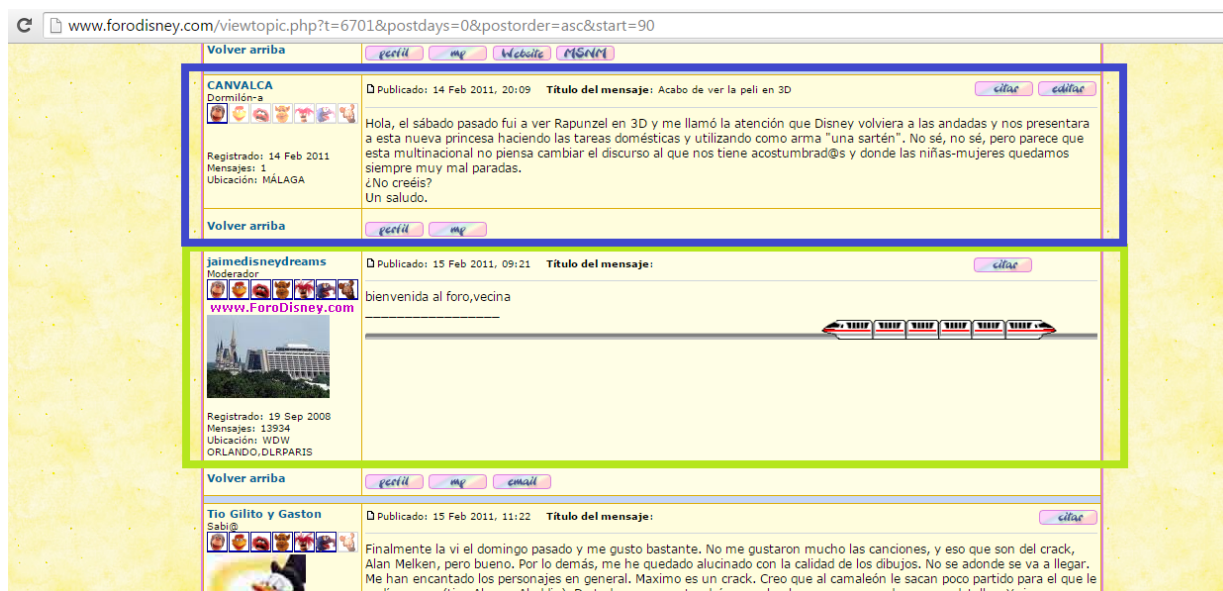 www.forodisney.com/viewtopic.php?t=6701&postdays=0&postorder=asc&start=90
Volver arriba
perfil mp Website MSNM
CANVALCA
Dormilón-a
Publicado: 14 Feb 2011, 20:09 Título del mensaje: Acabo de ver la peli en 3D
citar editar
Hola, el sábado pasado fui a ver Rapunzel en 3D y me llamó la atención que Disney volviera a las andadas y nos presentara
a esta nueva princesa haciendo las tareas domésticas y utilizando como arma "una sartén". No sé, no sé, pero parece que
esta multinacional no piensa cambiar el discurso al que nos tiene acostumbrad@s y donde las niñas-mujeres quedamos
siempre muy mal paradas.
¿No creéis?
Un saludo.
Registrado: 14 Feb 2011
Mensajes: 1
Ubicación: MÁLAGA
Volver arriba
perfil mp
jaimedisneydreams
Moderador
www.ForoDisney.com
Publicado: 15 Feb 2011, 09:21 Título del mensaje:
citar
bienvenida al foro,vecina
_________________
Registrado: 19 Sep 2008
Mensajes: 13934
Ubicación: WDW
ORLANDO,DLRPARIS
Volver arriba
perfil mp email
Tio Gilito y Gaston
Sabi@
Publicado: 15 Feb 2011, 11:22 Título del mensaje:
citar
Finalmente la vi el domingo pasado y me gusto bastante. No me gustaron mucho las canciones, y eso que son del crack,
Alan Melken, pero bueno. Por lo demás, me he quedado alucinado con la calidad de los dibujos. No se adonde se va a llegar.
Me han encantado los personajes en general. Maximo es un crack. Creo que al camaleón le sacan poco partido para el que le